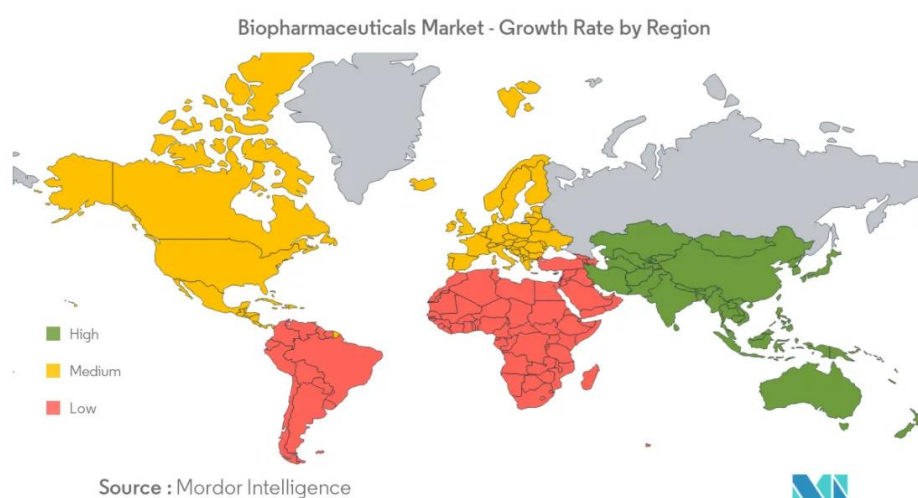 Biopharmaceuticals Market - Growth Rate by Region
High
Medium
Low
Source : Mordor Intelligence